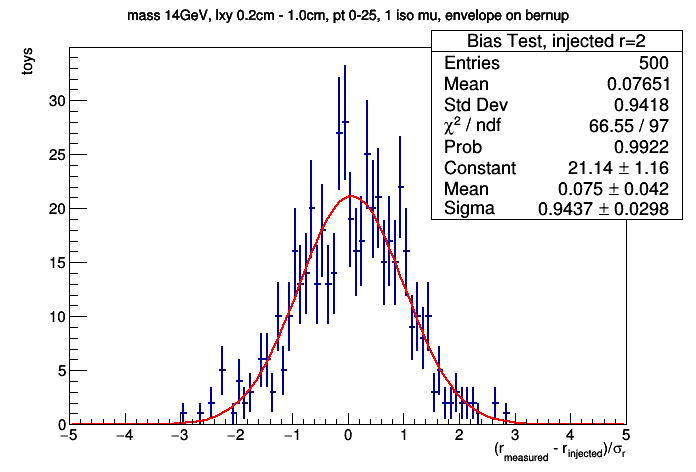 mass 14GeV, lxy 0.2cm - 1.0cm, pt 0-25, 1 iso mu, envelope on bernup
Bias Test, injected r=2
Entries 500
Mean 0.07651
Std Dev 0.9418
χ² / ndf 66.55 / 97
Prob 0.9922
Constant 21.14 ± 1.16
Mean 0.075 ± 0.042
Sigma 0.9437 ± 0.0298
toys
30
25
20
15
10
5
0
−5 −4 −3 −2 −1 0 1 2 3 4 5
(r_measured - r_injected)/σ_r